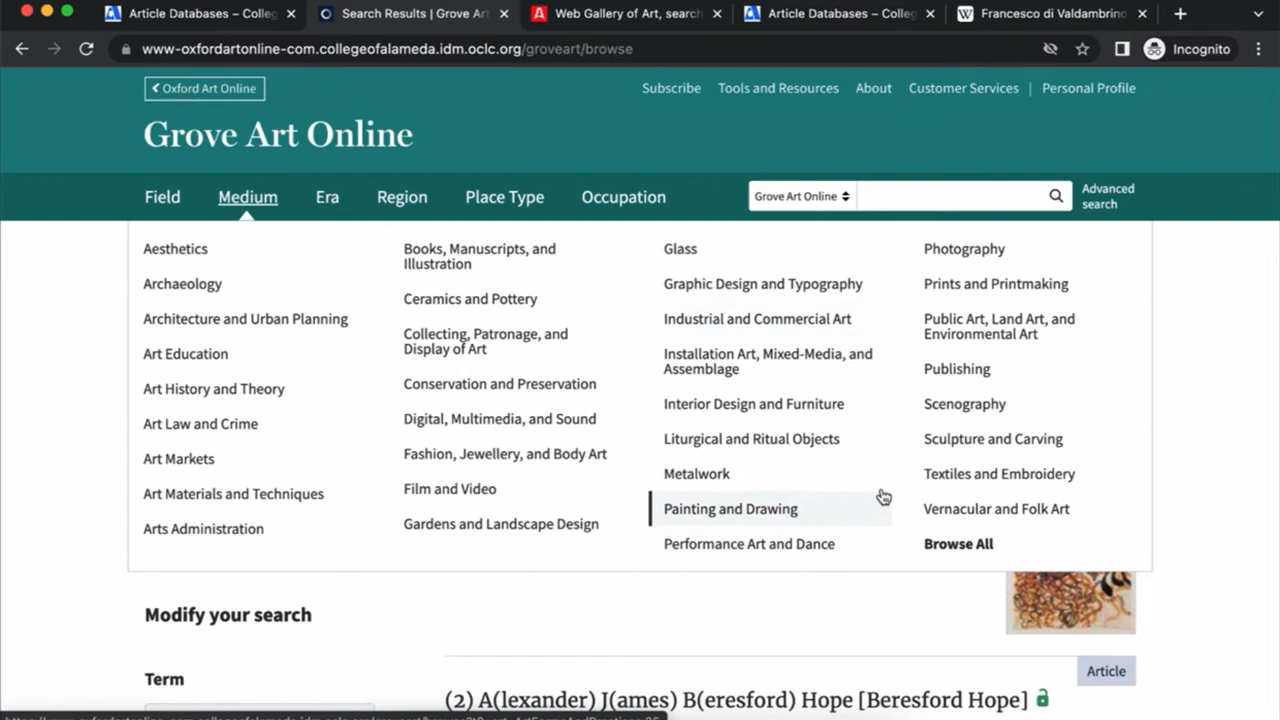 Article Databases – Colleg
Search Results | Grove Art
Web Gallery of Art, search
Article Databases – Colleg
Francesco di Valdambrino
www-oxfordartonline-com.collegeofalameda.idm.oclc.org/groveart/browse
Incognito
Oxford Art Online
Subscribe
Tools and Resources
About
Customer Services
Personal Profile
Grove Art Online
Field
Medium
Era
Region
Place Type
Occupation
Grove Art Online
Advanced
search
Aesthetics
Archaeology
Architecture and Urban Planning
Art Education
Art History and Theory
Art Law and Crime
Art Markets
Art Materials and Techniques
Arts Administration
Books, Manuscripts, and
Illustration
Ceramics and Pottery
Collecting, Patronage, and
Display of Art
Conservation and Preservation
Digital, Multimedia, and Sound
Fashion, Jewellery, and Body Art
Film and Video
Gardens and Landscape Design
Glass
Graphic Design and Typography
Industrial and Commercial Art
Installation Art, Mixed-Media, and
Assemblage
Interior Design and Furniture
Liturgical and Ritual Objects
Metalwork
Painting and Drawing
Performance Art and Dance
Photography
Prints and Printmaking
Public Art, Land Art, and
Environmental Art
Publishing
Scenography
Sculpture and Carving
Textiles and Embroidery
Vernacular and Folk Art
Browse All
Modify your search
Term
Article
(2) A(lexander) J(ames) B(eresford) Hope [Beresford Hope]